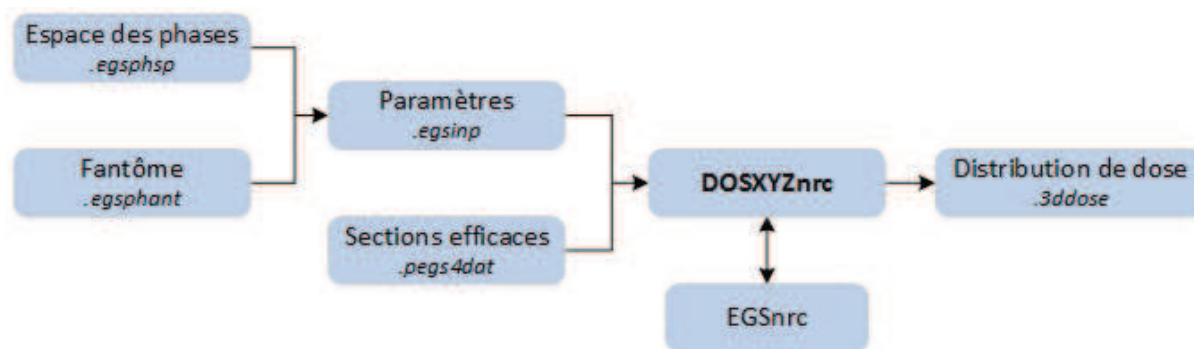 Espace des phases
.egsphsp
Fantôme
.egsphant
Paramètres
.egsinp
Sections efficaces
.pegs4dat
DOSXYZnrc
EGSnrc
Distribution de dose
.3ddose